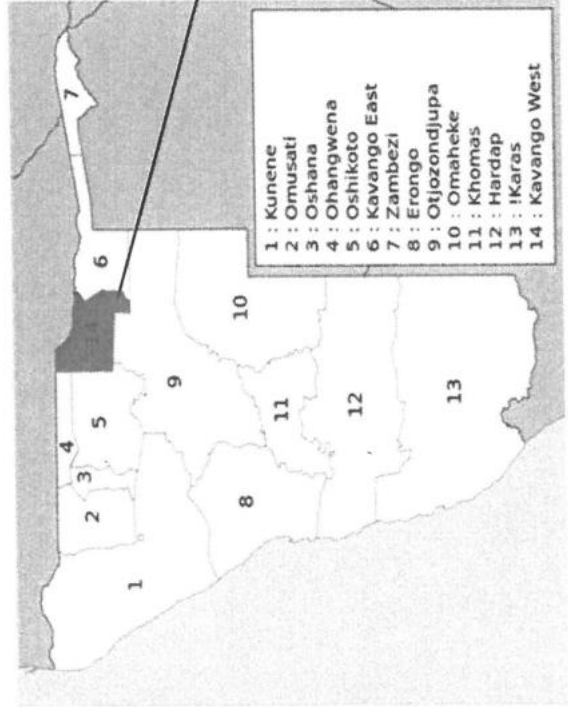 1
2
3
4
5
6
7
8
9
10
11
12
13
1 : Kunene
2 : Omusati
3 : Oshana
4 : Ohangwena
5 : Oshikoto
6 : Kavango East
7 : Zambezi
8 : Erongo
9 : Otjozondjupa
10 : Omaheke
11 : Khomas
12 : Hardap
13 : !Karas
14 : Kavango West